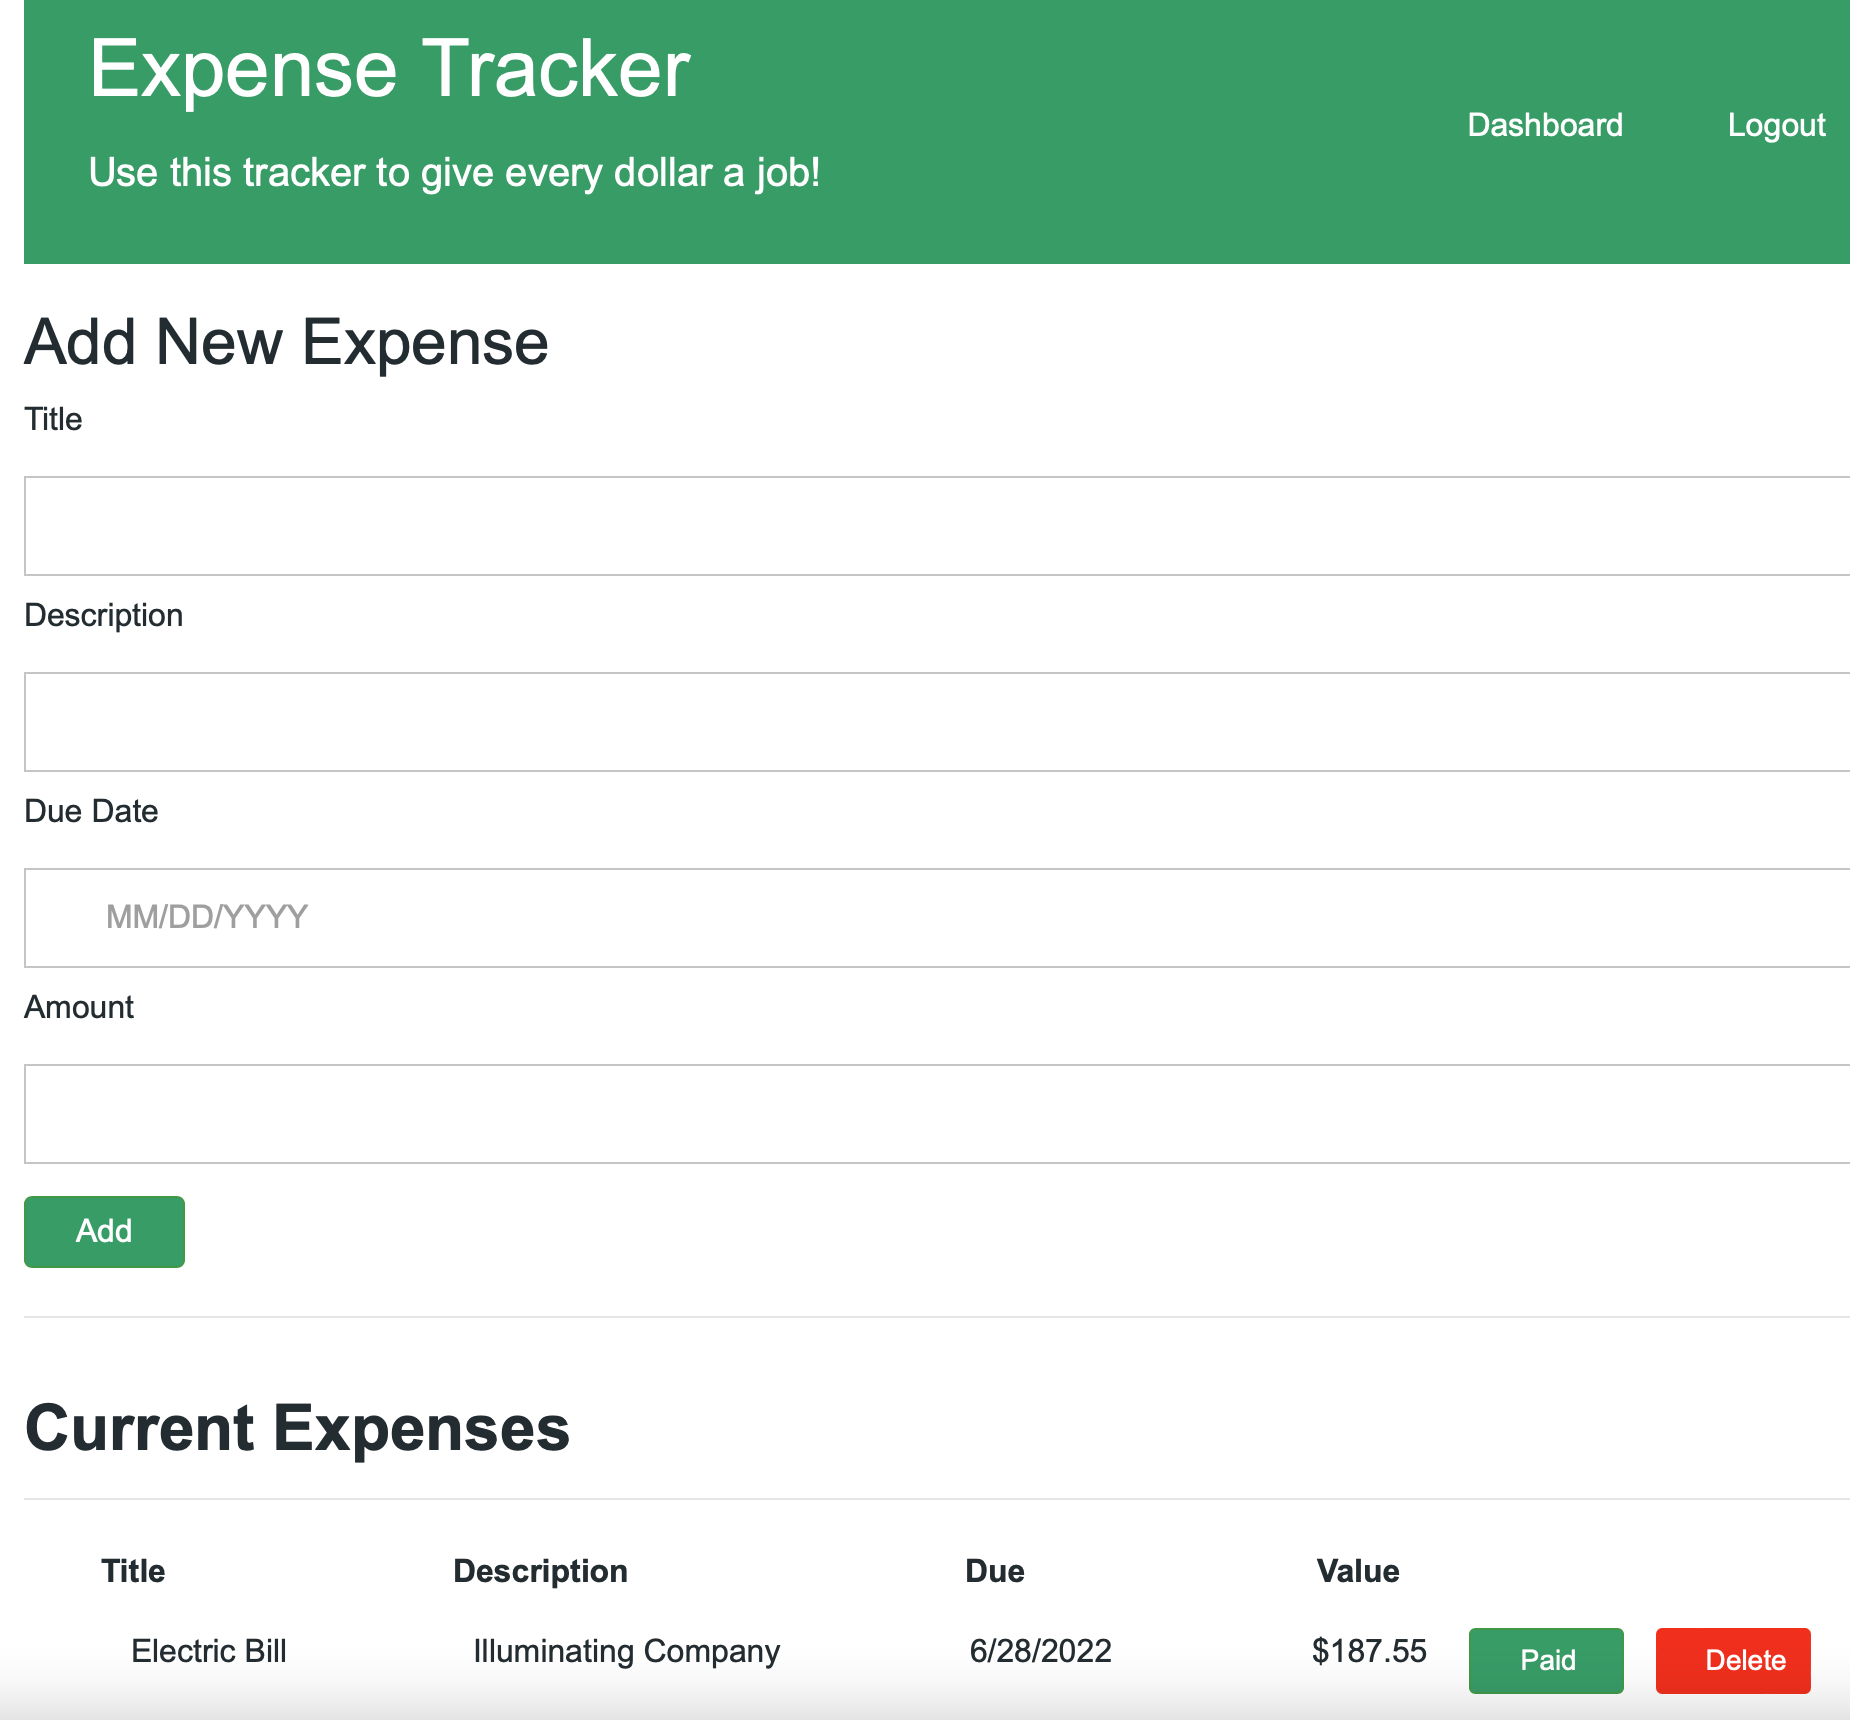 Expense Tracker
Dashboard Logout
Use this tracker to give every dollar a job!
Add New Expense
Title
Description
Due Date
MM/DD/YYYY
Amount
Add
Current Expenses
Title Description Due Value
Electric Bill Illuminating Company 6/28/2022 $187.55 Paid Delete